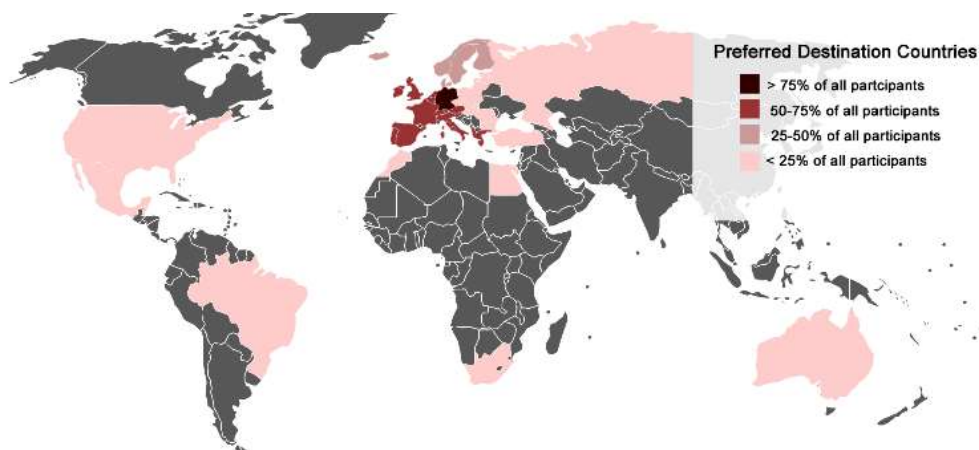 Preferred Destination Countries
> 75% of all partcipants
50-75% of all participants
25-50% of all participants
< 25% of all participants